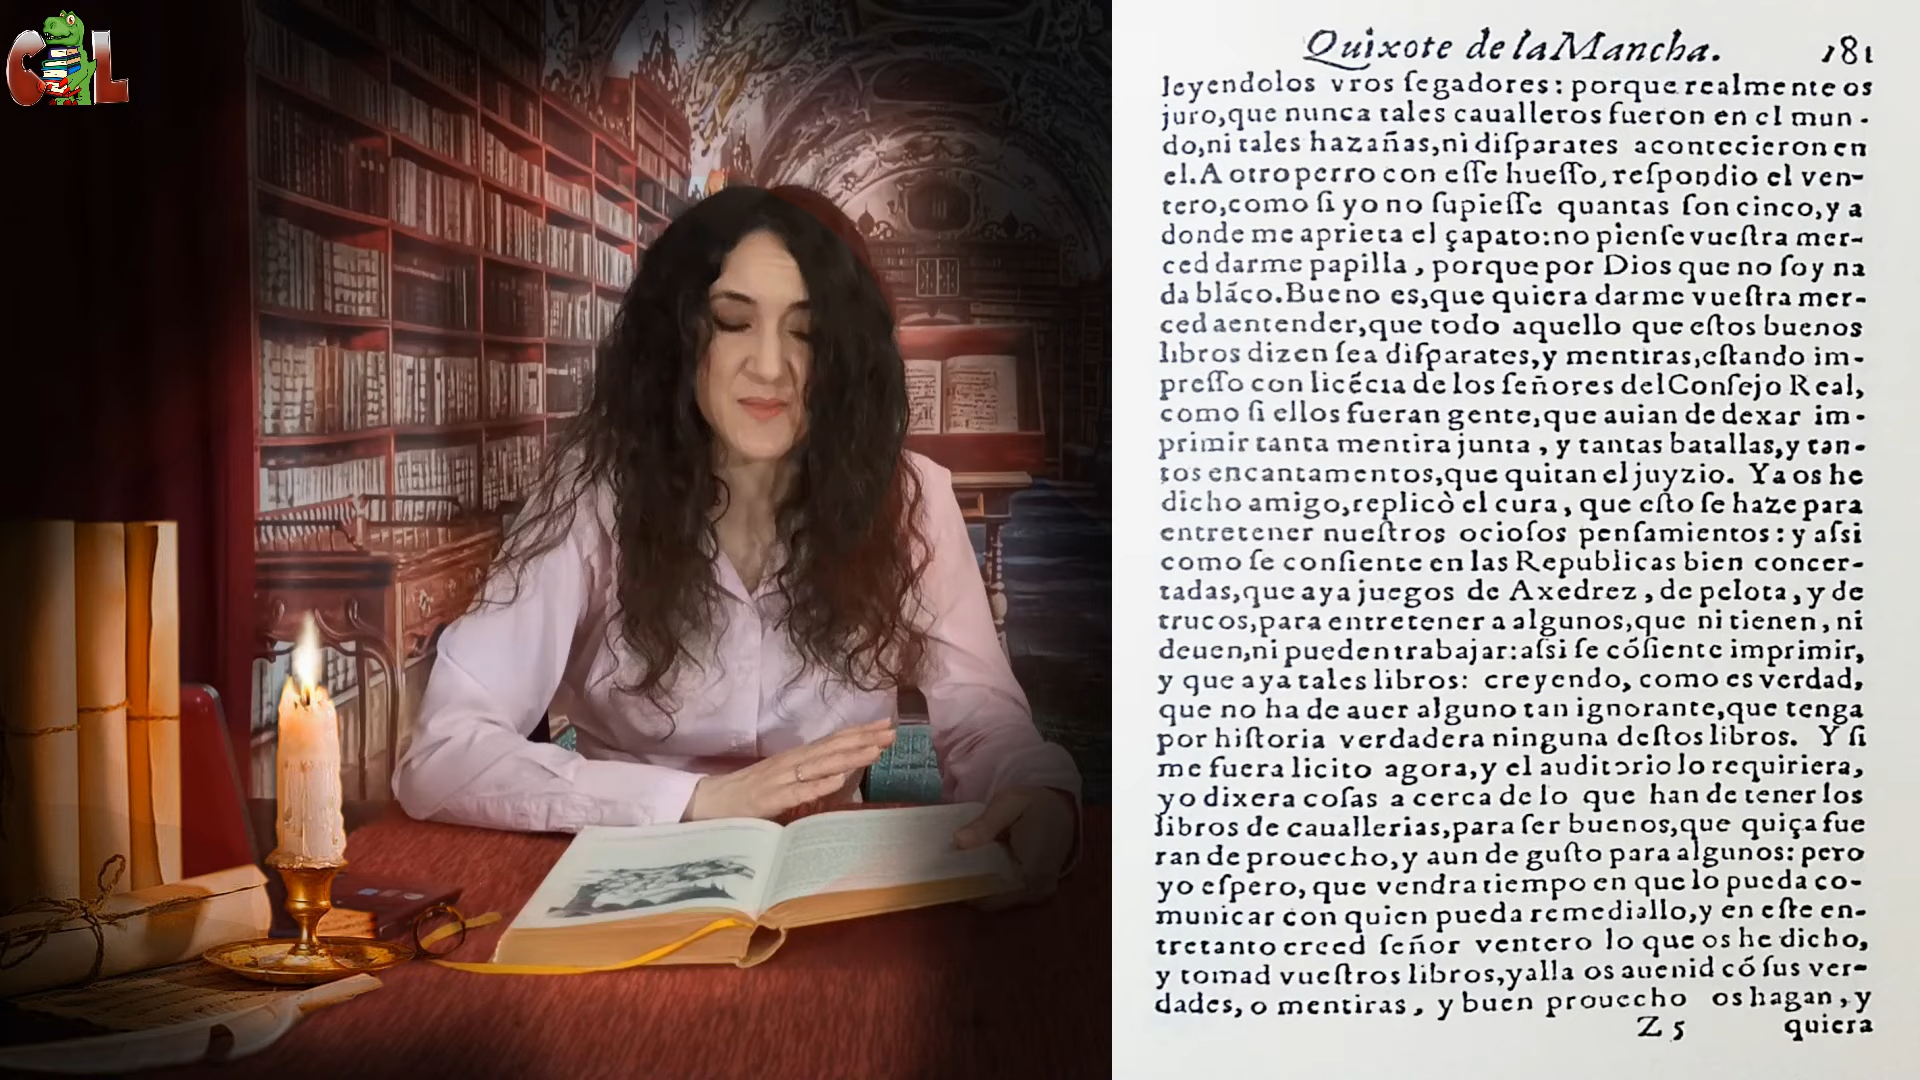 CIL
Quixote de la Mancha. 181
leyendolos vros ſegadores: porque realmente os
juro,que nunca tales caualleros fueron en el mun-
do,ni tales hazañas,ni diſparates acontecieron en
el. A otro perro con eſſe hueſſo, reſpondio el ven-
tero,como ſi yo no ſupieſſe quantas ſon cinco,y a
donde me aprieta el çapato:no pienſe vueſtra mer-
ced darme papilla, porque por Dios que no ſoy na
da bláco. Bueno es,que quiera darme vueſtra mer-
ced a entender,que todo aquello que eſtos buenos
libros dizen ſea diſparates,y mentiras,eſtando im-
preſſo con licécia de los ſeñores del Conſejo Real,
como ſi ellos fueran gente,que auian de dexar im-
primir tanta mentira junta, y tantas batallas,y tan-
tos encantamentos,que quitan el juyzio. Ya os he
dicho amigo,replicò el cura, que eſto ſe haze para
entretener nueſtros ocioſos penſamientos: y aſsi
como ſe conſiente en las Republicas bien concer-
tadas,que aya juegos de Axedrez, de pelota, y de
trucos,para entretener a algunos,que ni tienen, ni
deuen,ni pueden trabajar:aſsi ſe cóſiente imprimir,
y que aya tales libros: creyendo, como es verdad,
que no ha de auer alguno tan ignorante,que tenga
por hiſtoria verdadera ninguna deſtos libros. Y ſi
me fuera licito agora,y el auditorio lo requiriera,
yo dixera coſas a cerca de lo que han de tener los
libros de cauallerias,para ſer buenos,que quiça fue
ran de prouecho,y aun de guſto para algunos: pero
yo eſpero, que vendra tiempo en que lo pueda co-
municar con quien pueda remediallo,y en eſte en-
tretanto creed ſeñor ventero lo que os he dicho,
y tomad vueſtros libros,y alla os auenid có ſus ver-
dades, o mentiras, y buen prouecho os hagan, y
Z 5 quiera